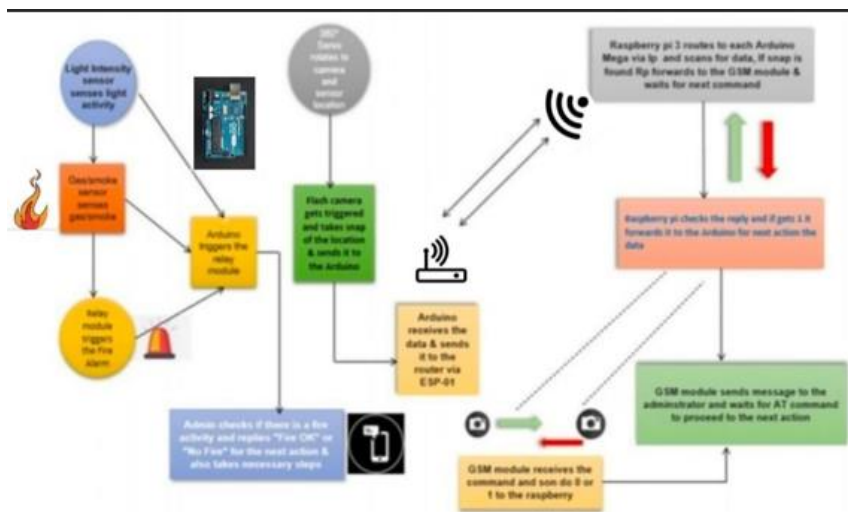 Light Intensity
sensor
senses light
activity
Gas/smoke
sensor
senses
gas/smoke
Relay
module
triggers
the Fire
Alarm
Arduino
triggers the
relay
module
360°
Servo
rotates to
camera
and
sensor
location
Flash camera
gets triggered
and takes snap
of the location
& sends it to
the Arduino
Arduino
receives the
data & sends
it to the
router via
ESP-01
Admin checks if there is a fire
activity and replies "Fire OK" or
"No Fire" for the next action &
also takes necessary steps
Raspberry pi 3 routes to each Arduino
Mega via Ip and scans for data, If snap is
found Rp forwards to the GSM module &
waits for next command
Raspberry pi checks the reply and if gets 1 it
forwards it to the Arduino for next action the
data
GSM module sends message to the
adminstrator and waits for AT command
to proceed to the next action
GSM module receives the
command and son do 0 or
1 to the raspberry